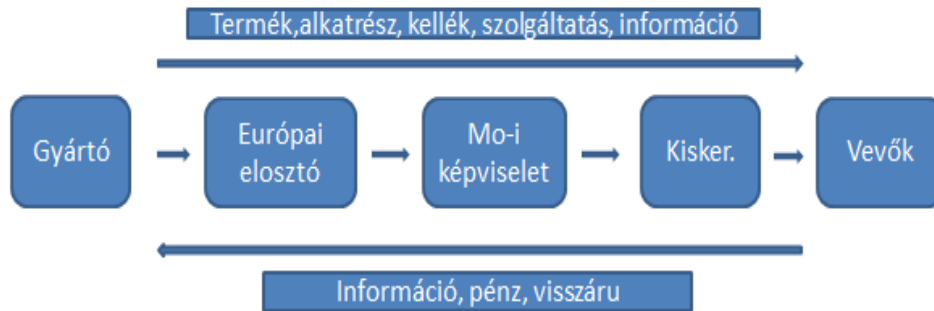 Termék,alkatrész, kellék, szolgáltatás, információ
Gyártó
Európai
elosztó
Mo-i
képviselet
Kisker.
Vevők
Információ, pénz, visszáru